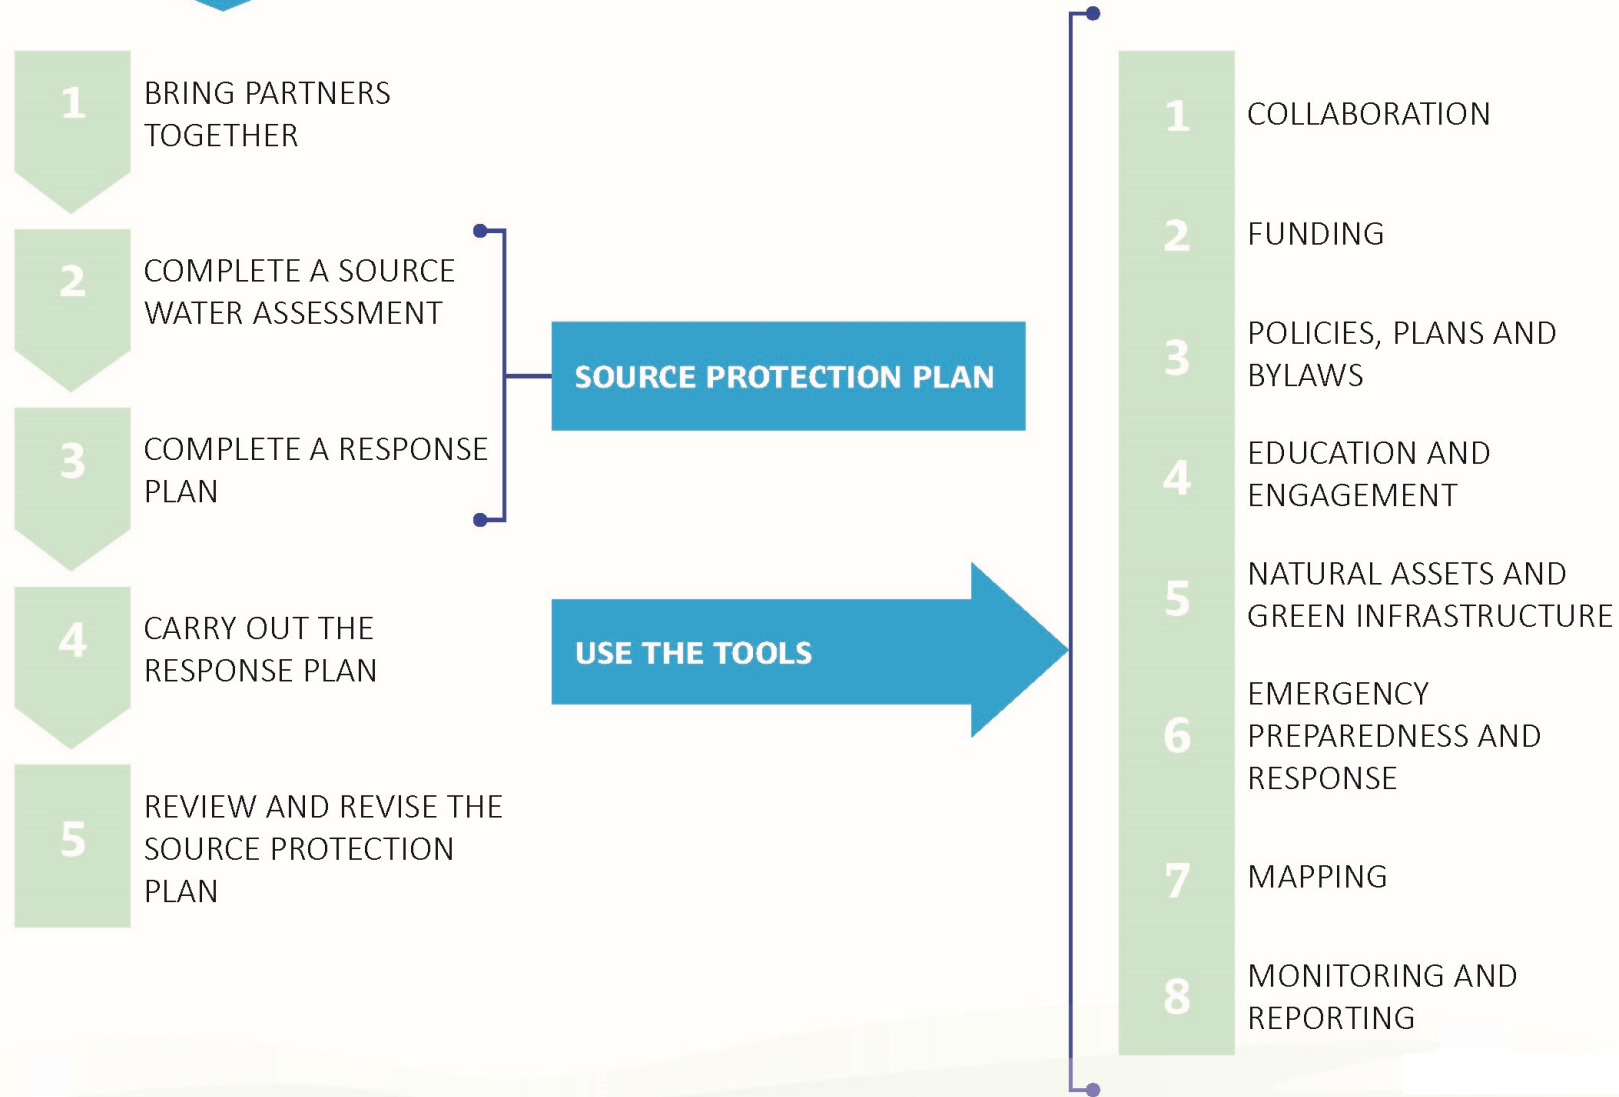 1
BRING PARTNERS
TOGETHER
2
COMPLETE A SOURCE
WATER ASSESSMENT
3
COMPLETE A RESPONSE
PLAN
4
CARRY OUT THE
RESPONSE PLAN
5
REVIEW AND REVISE THE
SOURCE PROTECTION
PLAN
SOURCE PROTECTION PLAN
USE THE TOOLS
1
COLLABORATION
2
FUNDING
3
POLICIES, PLANS AND
BYLAWS
4
EDUCATION AND
ENGAGEMENT
5
NATURAL ASSETS AND
GREEN INFRASTRUCTURE
6
EMERGENCY
PREPAREDNESS AND
RESPONSE
7
MAPPING
8
MONITORING AND
REPORTING